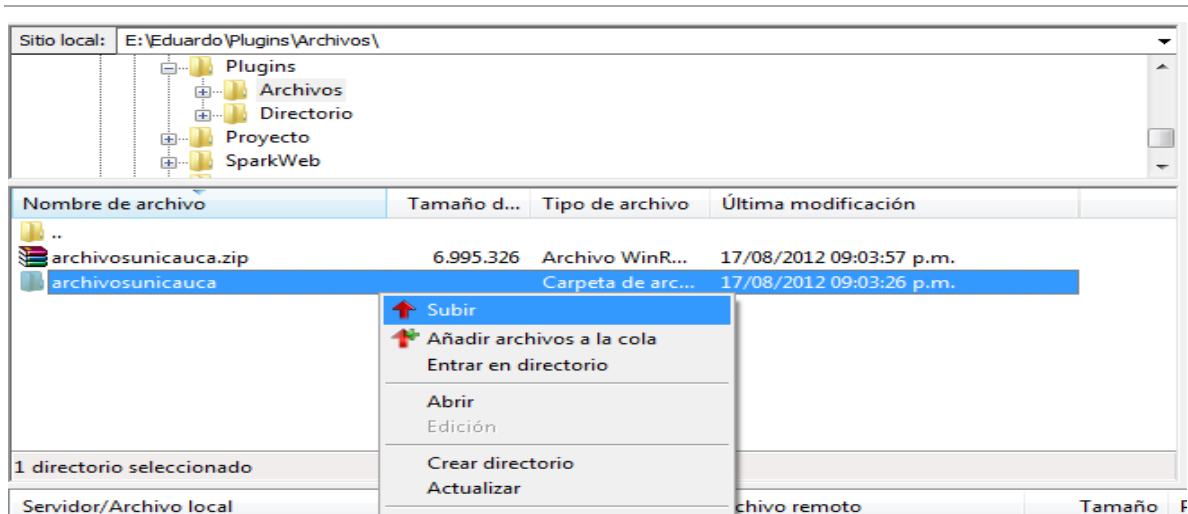 Sitio local: E:\Eduardo\Plugins\Archivos\
Plugins
Archivos
Directorio
Proyecto
SparkWeb
Nombre de archivo Tamaño d... Tipo de archivo Última modificación
..
archivosunicauca.zip 6.995.326 Archivo WinR... 17/08/2012 09:03:57 p.m.
archivosunicauca Carpeta de arc... 17/08/2012 09:03:26 p.m.
Subir
Añadir archivos a la cola
Entrar en directorio
Abrir
Edición
1 directorio seleccionado
Crear directorio
Actualizar
Servidor/Archivo local chivo remoto Tamaño